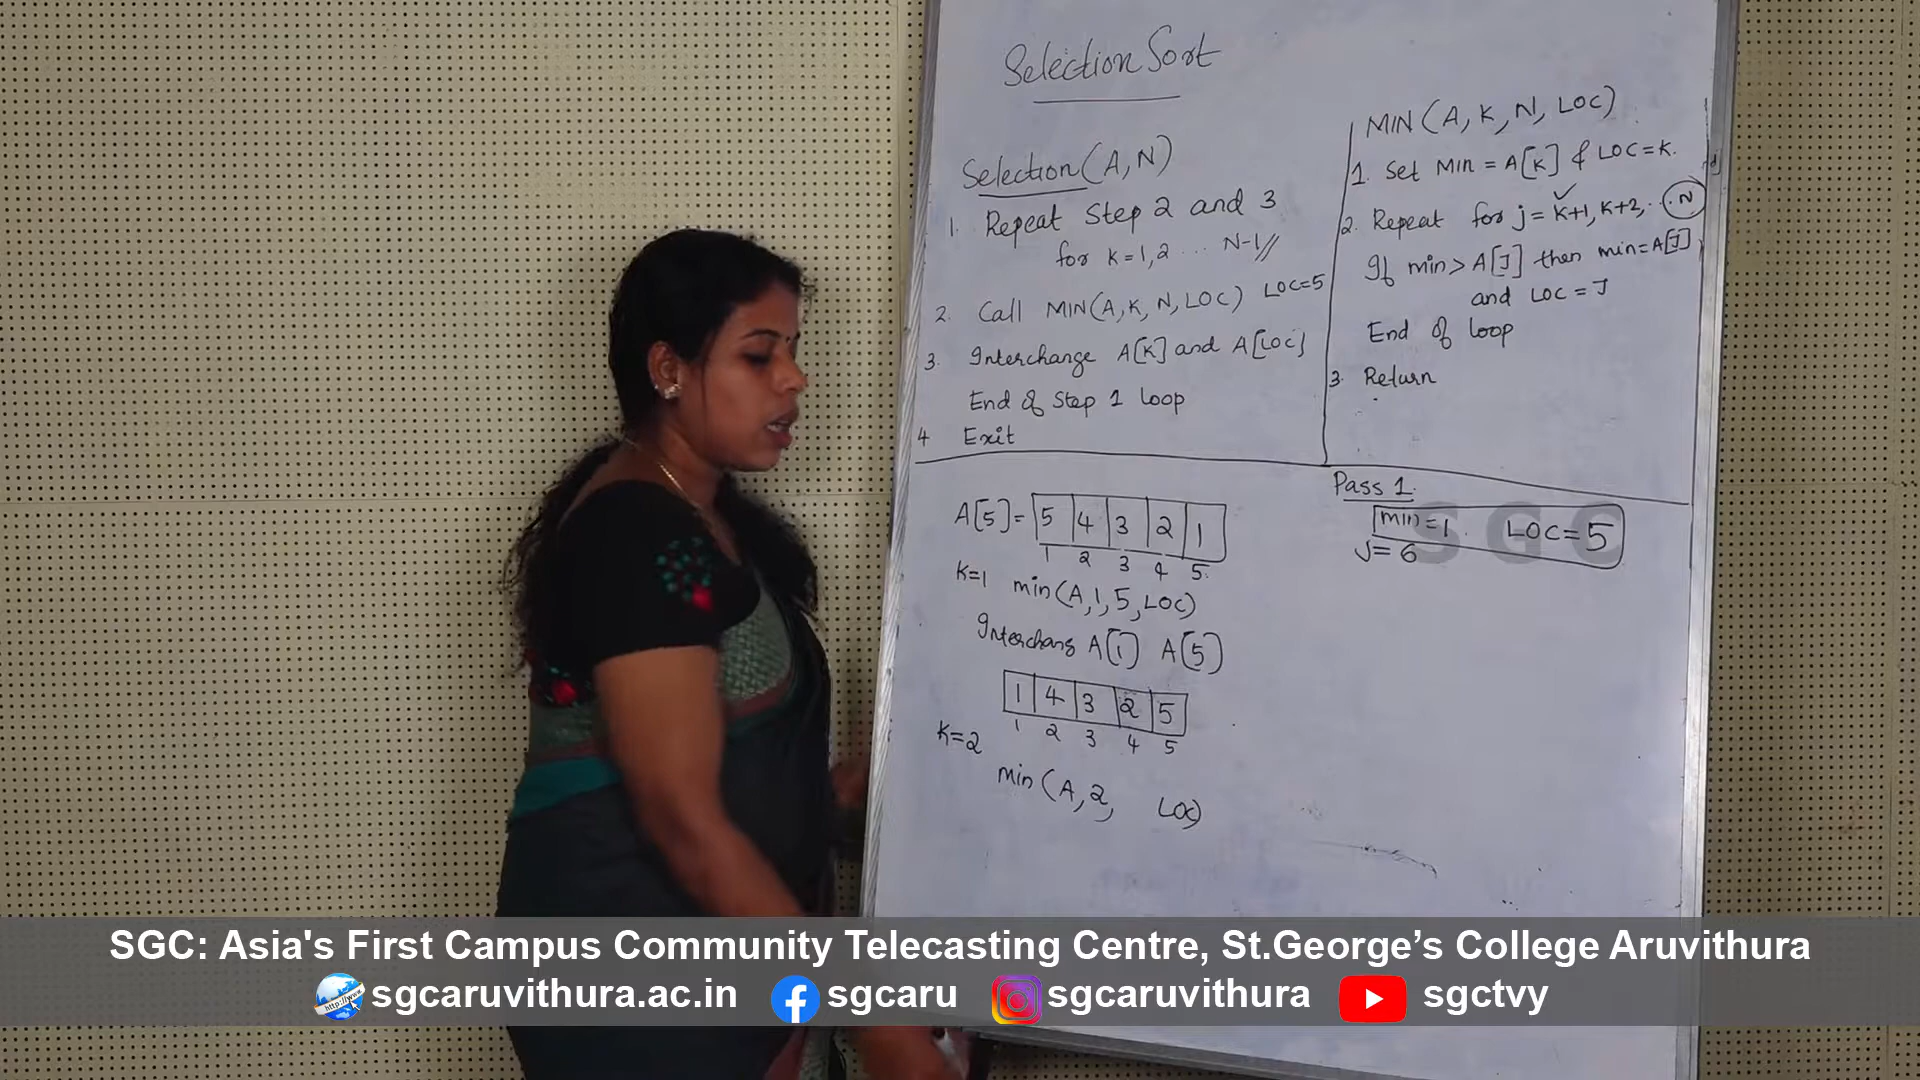 Selection Sort
Selection (A, N)
1. Repeat Step 2 and 3
for K = 1, 2 ... N-1//
2. Call MIN(A, K, N, LOC) LOC=5
3. Interchange A[K] and A[LOC]
End of Step 1 loop
4 Exit
MIN (A, K, N, LOC)
1. Set Min = A[K] & LOC = K.
2. Repeat for j = K+1, K+2, .. N
If min > A[J] then min = A[J]
and LOC = J
End of loop
3. Return
A[5] = 5 4 3 2 1
1 2 3 4 5.
K=1 min(A, 1, 5, LOC)
Interchang A[1] A[5]
1 4 3 2 5
1 2 3 4 5
K=2
min (A, 2, LOC)
Pass 1
min = 1. LOC = 5
J = 6
SGC
SGC: Asia's First Campus Community Telecasting Centre, St.George’s College Aruvithura
http://www sgcaruvithura.ac.in sgcaru sgcaruvithura sgctvy